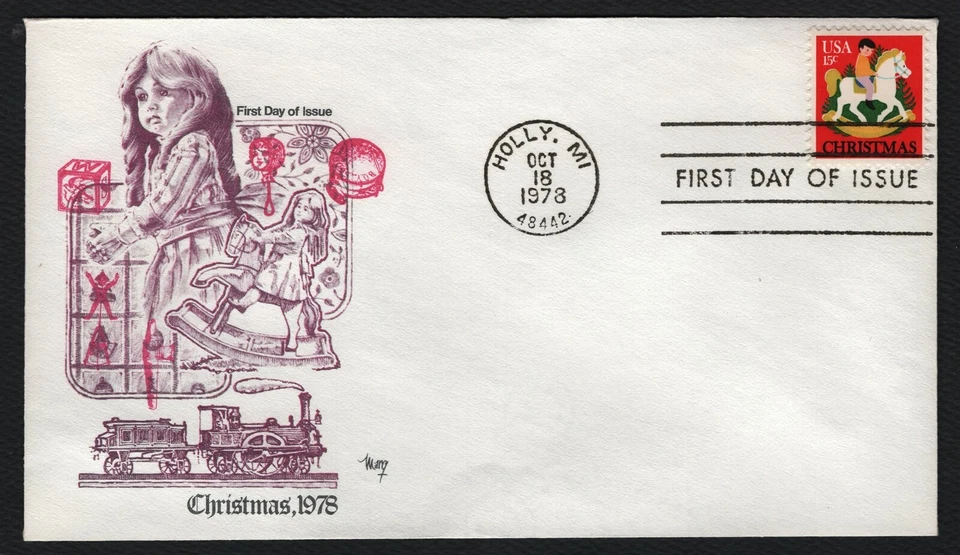 First Day of Issue
USA
15c
CHRISTMAS
HOLLY, MI
OCT
18
1978
48442
FIRST DAY OF ISSUE
Marg
Christmas, 1978